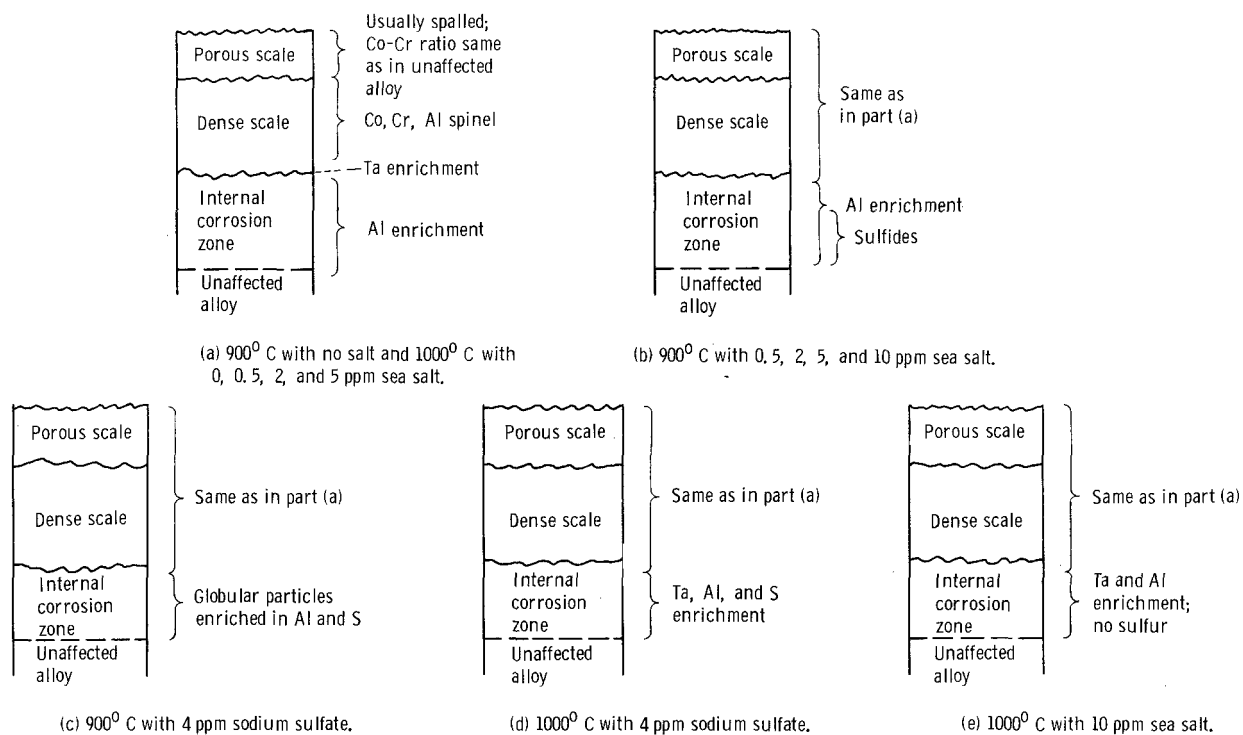 Porous scale
Dense scale
Internal
corrosion
zone
Unaffected
alloy
Usually spalled;
Co-Cr ratio same
as in unaffected
alloy
Co, Cr, Al spinel
Ta enrichment
Al enrichment
(a) 900⁰ C with no salt and 1000⁰ C with
0, 0.5, 2, and 5 ppm sea salt.
Porous scale
Dense scale
Internal
corrosion
zone
Unaffected
alloy
Same as
in part (a)
Al enrichment
Sulfides
(b) 900⁰ C with 0.5, 2, 5, and 10 ppm sea salt.
Porous scale
Dense scale
Internal
corrosion
zone
Unaffected
alloy
Same as in part (a)
Globular particles
enriched in Al and S
(c) 900⁰ C with 4 ppm sodium sulfate.
Porous scale
Dense scale
Internal
corrosion
zone
Unaffected
alloy
Same as in part (a)
Ta, Al, and S
enrichment
(d) 1000⁰ C with 4 ppm sodium sulfate.
Porous scale
Dense scale
Internal
corrosion
zone
Unaffected
alloy
Same as in part (a)
Ta and Al
enrichment;
no sulfur
(e) 1000⁰ C with 10 ppm sea salt.